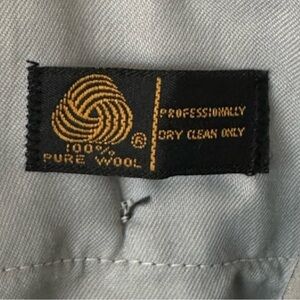 ®
100%
PURE WOOL
PROFESSIONALLY
DRY CLEAN ONLY